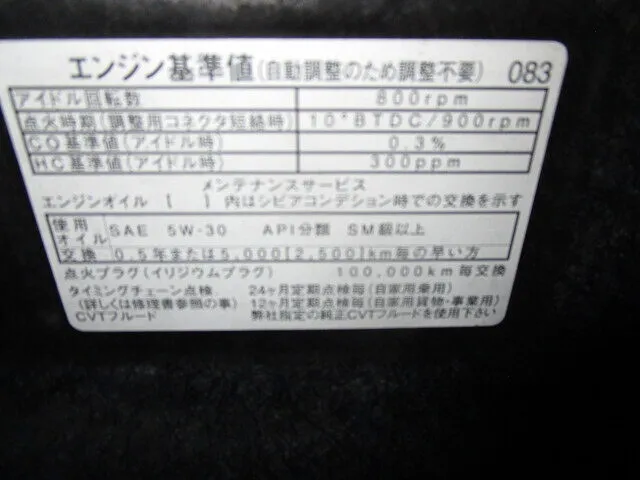 エンジン基準値(自動調整のため調整不要) 083
アイドル回転数 800rpm
点火時期(調整用コネクタ短絡時) 10°BTDC/900rpm
CO基準値(アイドル時) 0.3%
HC基準値(アイドル時) 300ppm
メンテナンスサービス
エンジンオイル [ ] 内はシビアコンデション時での交換を示す
使用オイル SAE 5W-30 API分類 SM級以上
交換 0.5年または5,000[2,500]km毎の早い方
点火プラグ(イリジウムプラグ) 100,000km毎交換
タイミングチェーン点検 24ヶ月定期点検毎(自家用乗用)
(詳しくは修理書参照の事) 12ヶ月定期点検毎(自家用貨物・事業用)
CVTフルード 弊社指定の純正CVTフルードを使用下さい